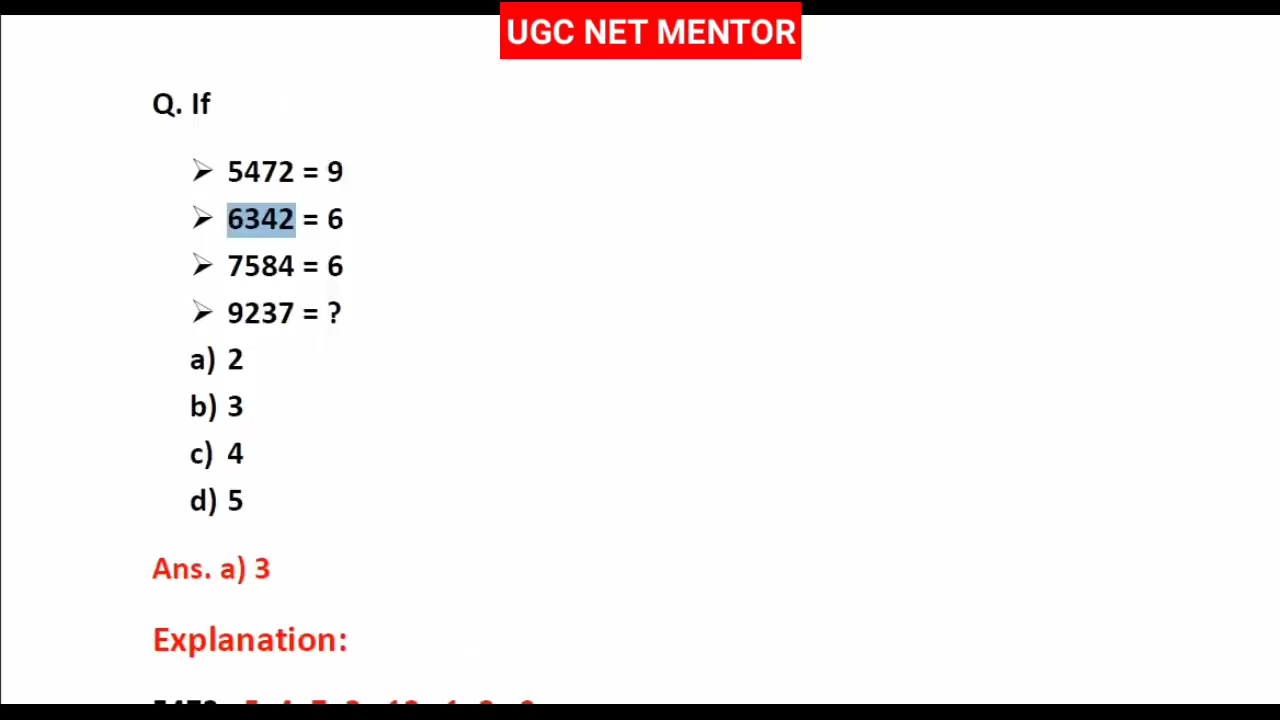 UGC NET MENTOR
Q. If
➢ 5472 = 9
➢ 6342 = 6
➢ 7584 = 6
➢ 9237 = ?
a) 2
b) 3
c) 4
d) 5
Ans. a) 3
Explanation: